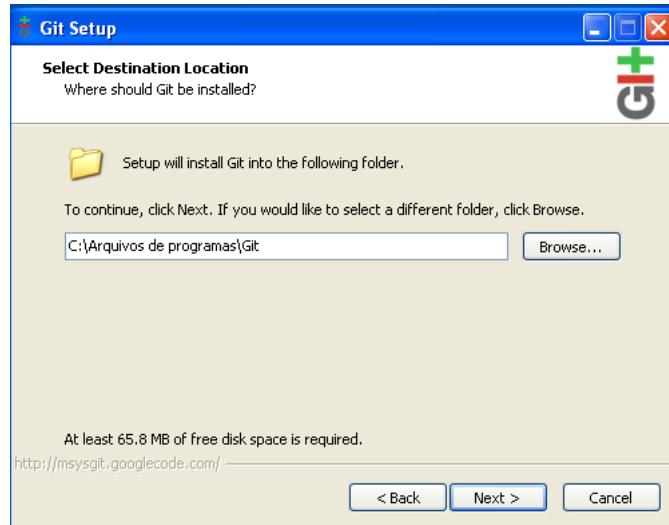 Git Setup
Select Destination Location
Where should Git be installed?
git
Setup will install Git into the following folder.
To continue, click Next. If you would like to select a different folder, click Browse.
C:\Arquivos de programas\Git
Browse...
At least 65.8 MB of free disk space is required.
http://msysgit.googlecode.com/
< Back
Next >
Cancel